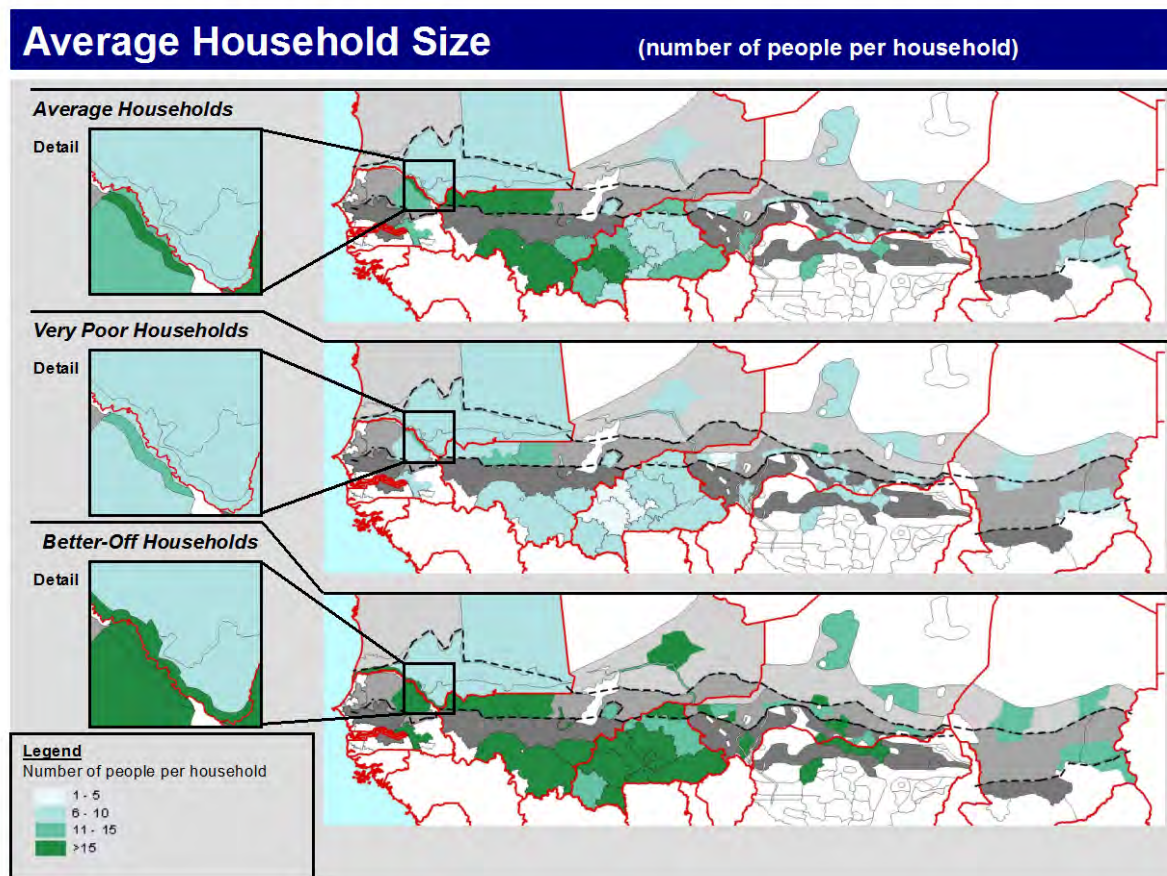 Average Household Size (number of people per household)
Average Households
Detail
Very Poor Households
Detail
Better-Off Households
Detail
Legend
Number of people per household
1 - 5
6 - 10
11 - 15
>15